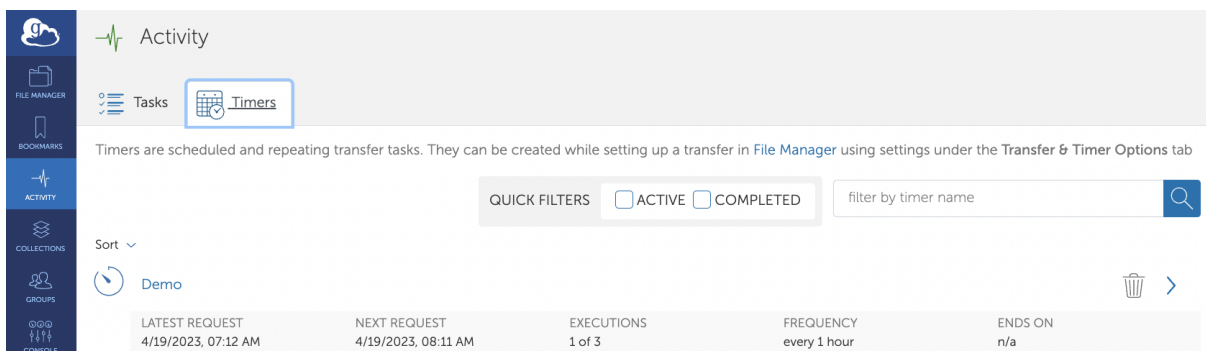 g
Activity
FILE MANAGER
Tasks
Timers
BOOKMARKS
Timers are scheduled and repeating transfer tasks. They can be created while setting up a transfer in File Manager using settings under the Transfer & Timer Options tab
ACTIVITY
QUICK FILTERS ACTIVE COMPLETED filter by timer name
COLLECTIONS
Sort
Demo
GROUPS
LATEST REQUEST NEXT REQUEST EXECUTIONS FREQUENCY ENDS ON
4/19/2023, 07:12 AM 4/19/2023, 08:11 AM 1 of 3 every 1 hour n/a
CONSOLE